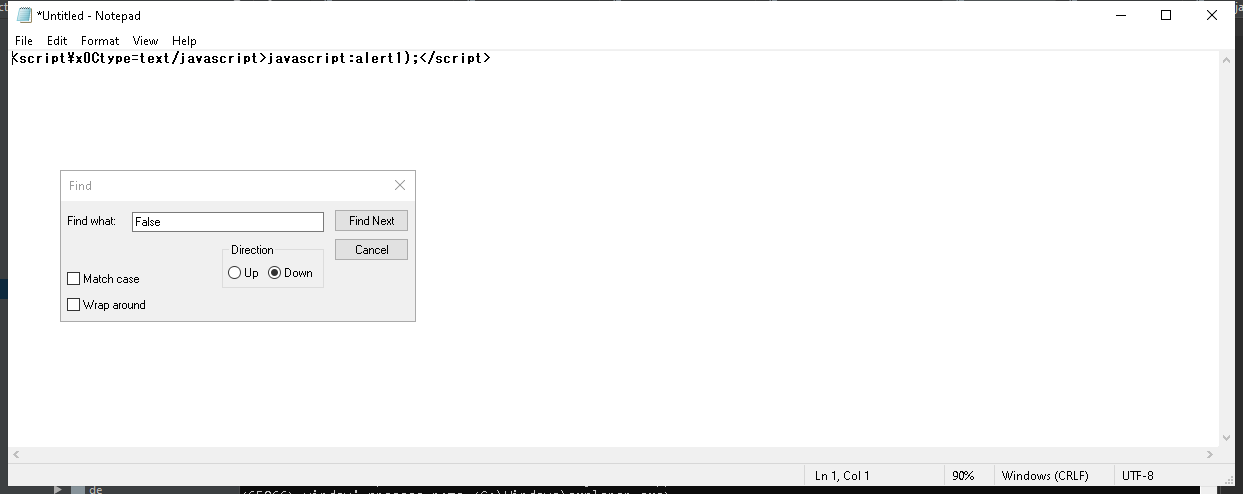 *Untitled - Notepad
File Edit Format View Help
<script¥x0Ctype=text/javascript>javascript:alert1);</script>
Find
Find what: False Find Next
Direction Cancel
Up Down
Match case
Wrap around
Ln 1, Col 1 90% Windows (CRLF) UTF-8
de